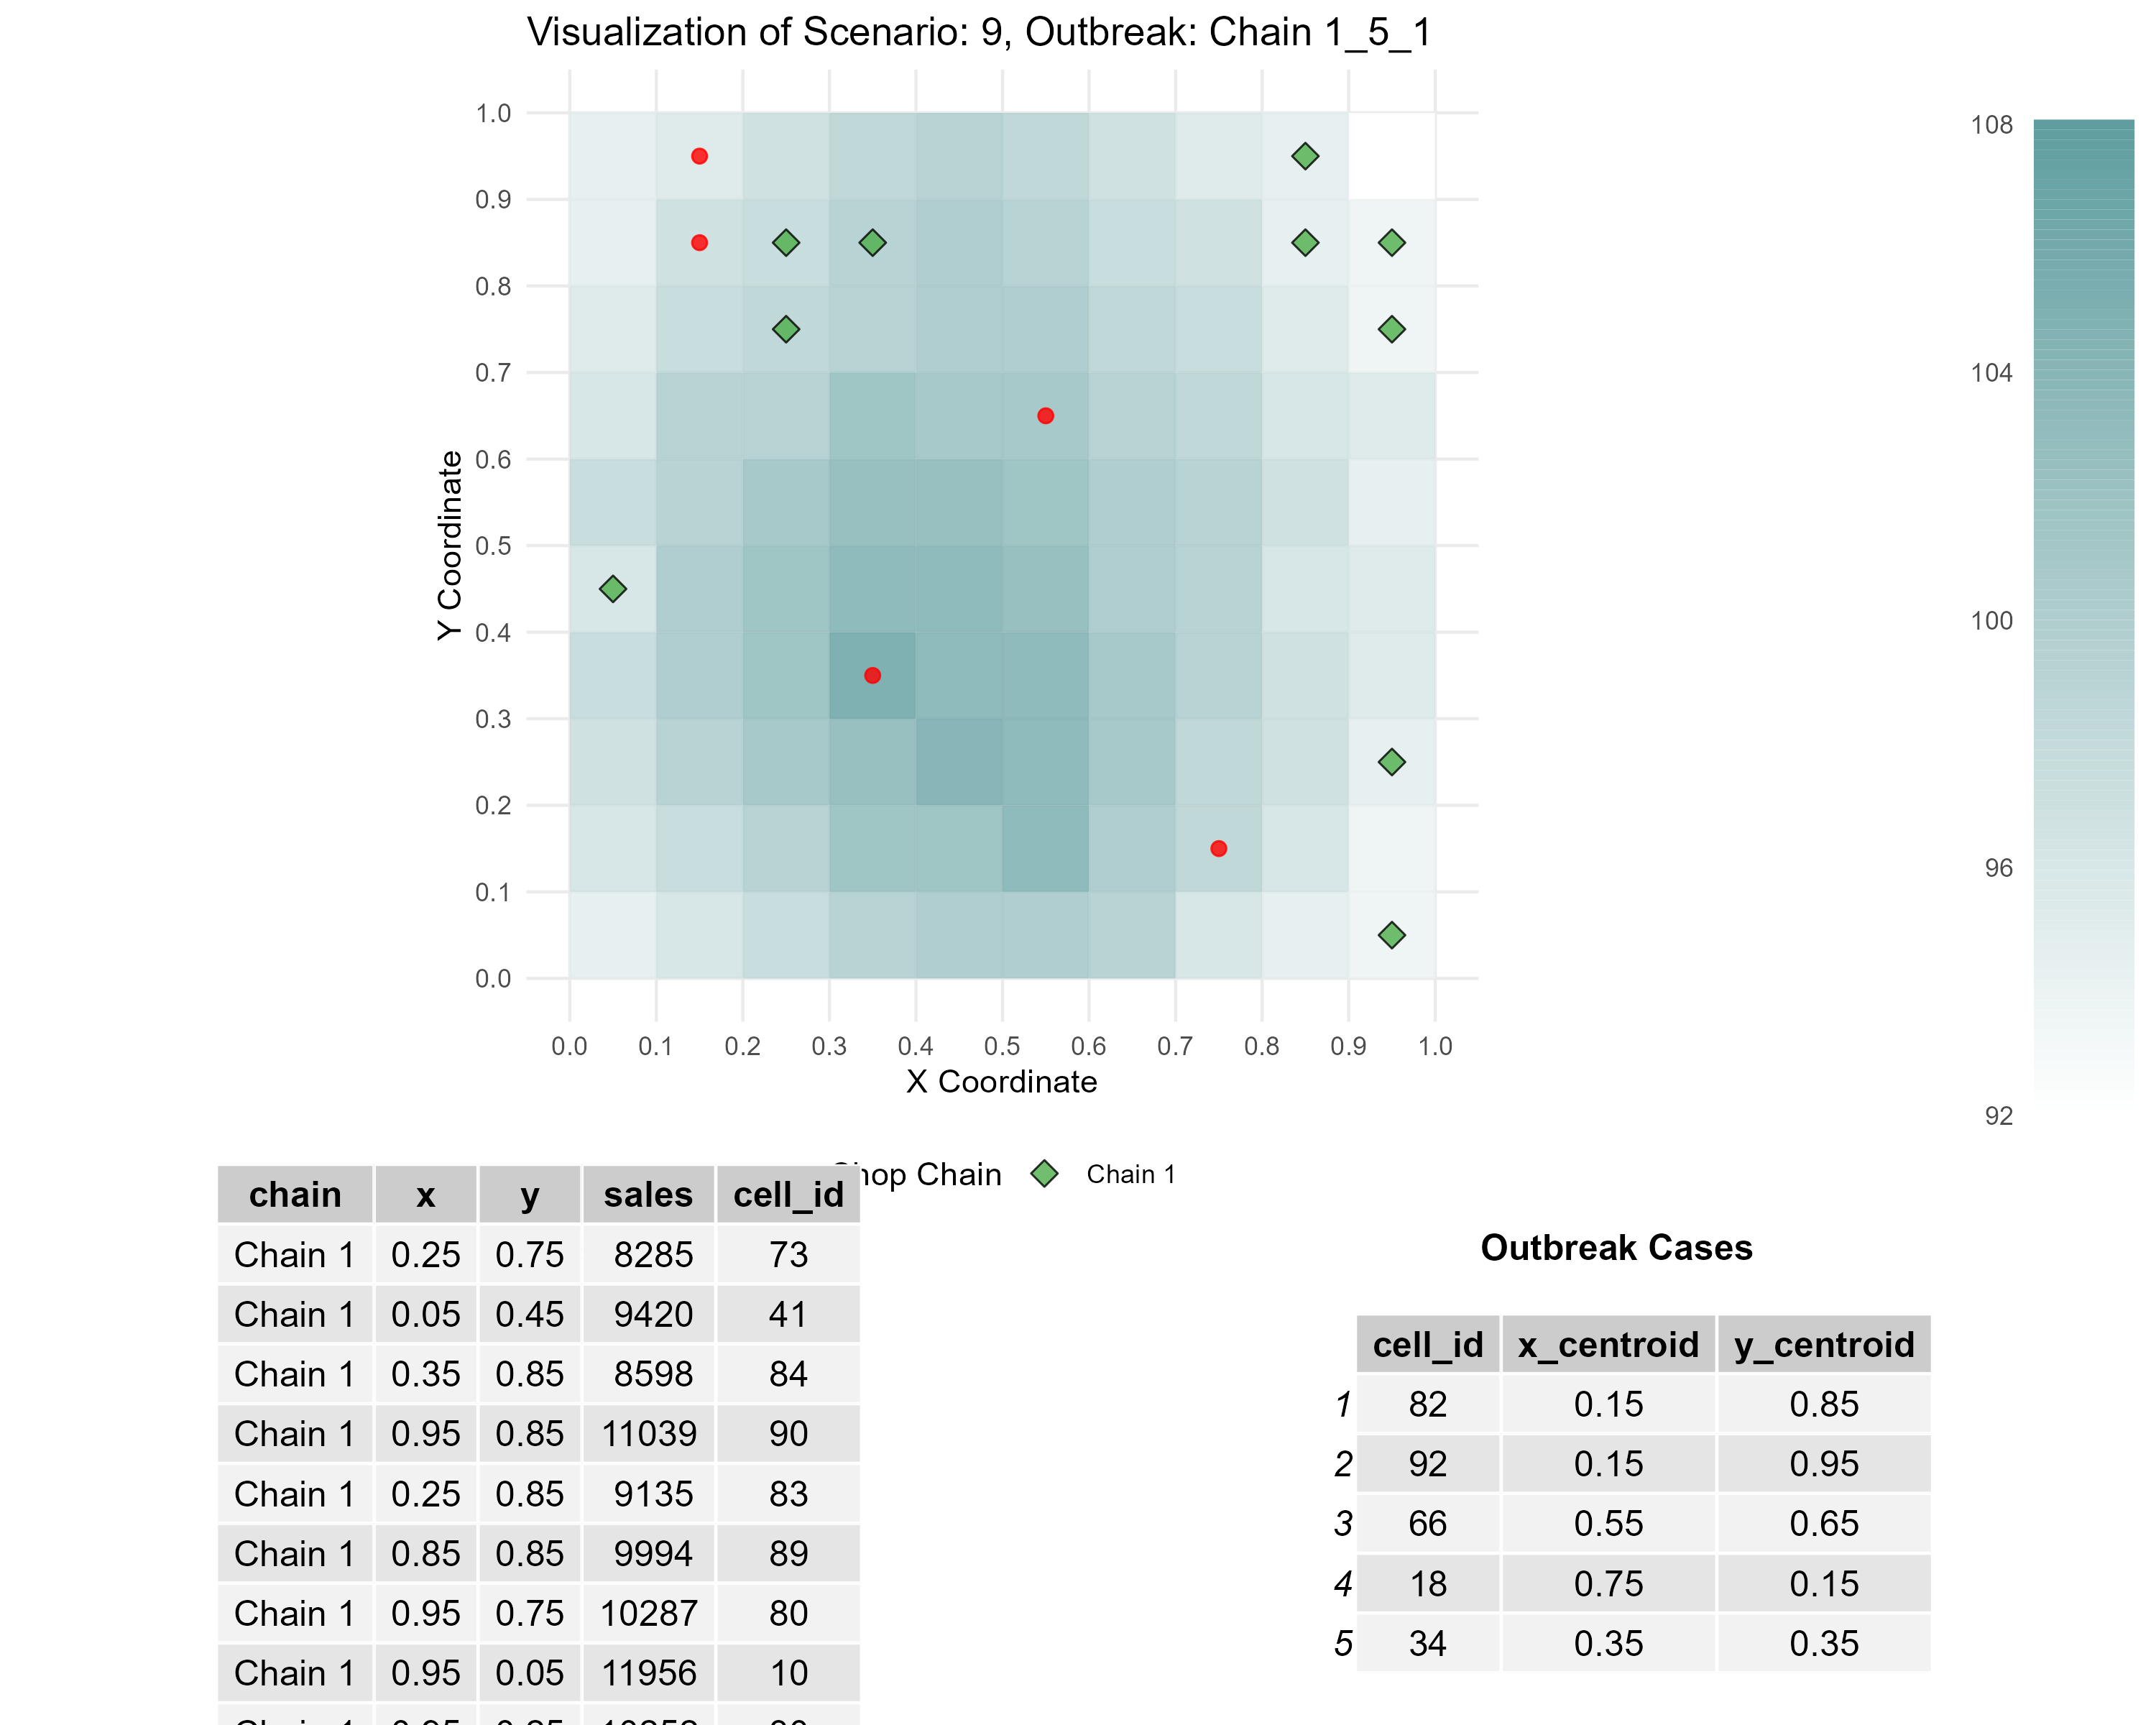 Visualization of Scenario: 9, Outbreak: Chain 1_5_1
1.0
0.9
0.8
0.7
0.6
0.5
0.4
0.3
0.2
0.1
0.0
Y Coordinate
0.0 0.1 0.2 0.3 0.4 0.5 0.6 0.7 0.8 0.9 1.0
X Coordinate
108
104
100
96
92
hop Chain Chain 1
chain x y sales cell_id
Chain 1 0.25 0.75 8285 73
Chain 1 0.05 0.45 9420 41
Chain 1 0.35 0.85 8598 84
Chain 1 0.95 0.85 11039 90
Chain 1 0.25 0.85 9135 83
Chain 1 0.85 0.85 9994 89
Chain 1 0.95 0.75 10287 80
Chain 1 0.95 0.05 11956 10
Outbreak Cases
cell_id x_centroid y_centroid
1 82 0.15 0.85
2 92 0.15 0.95
3 66 0.55 0.65
4 18 0.75 0.15
5 34 0.35 0.35